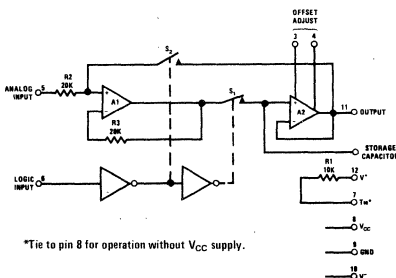 OFFSET
ADJUST
3 4
S2
R2
20K
ANALOG
INPUT
5
+
A1
−
S1
+
A2
−
11 OUTPUT
R3
20K
STORAGE
CAPACITOR
LOGIC
INPUT
6
R1
10K
12 V+
7
8
VCC
9
GND
10
V−
*Tie to pin 8 for operation without VCC supply.